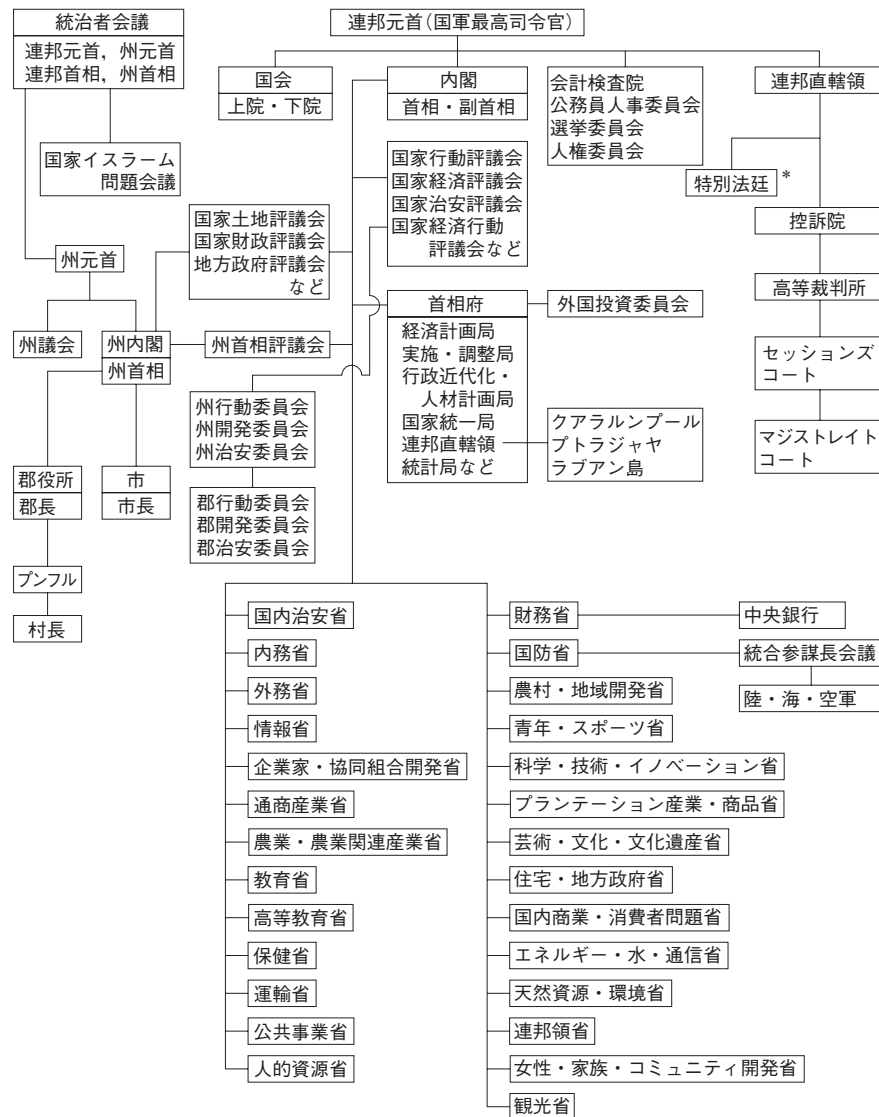 統治者会議
連邦元首，州元首
連邦首相，州首相
国家イスラーム
問題会議
連邦元首（国軍最高司令官）
国会
上院・下院
内閣
首相・副首相
会計検査院
公務員人事委員会
選挙委員会
人権委員会
連邦直轄領
特別法廷*
控訴院
高等裁判所
セッションズ
コート
マジストレイト
コート
国家行動評議会
国家経済評議会
国家治安評議会
国家経済行動
評議会など
国家土地評議会
国家財政評議会
地方政府評議会
など
州元首
州議会
州内閣
州首相
州首相評議会
首相府
経済計画局
実施・調整局
行政近代化・
人材計画局
国家統一局
連邦直轄領
統計局など
外国投資委員会
クアラルンプール
プトラジャヤ
ラブアン島
州行動委員会
州開発委員会
州治安委員会
郡行動委員会
郡開発委員会
郡治安委員会
郡役所
郡長
市
市長
プンフル
村長
国内治安省
内務省
外務省
情報省
企業家・協同組合開発省
通商産業省
農業・農業関連産業省
教育省
高等教育省
保健省
運輸省
公共事業省
人的資源省
財務省
中央銀行
国防省
統合参謀長会議
陸・海・空軍
農村・地域開発省
青年・スポーツ省
科学・技術・イノベーション省
プランテーション産業・商品省
芸術・文化・文化遺産省
住宅・地方政府省
国内商業・消費者問題省
エネルギー・水・通信省
天然資源・環境省
連邦領省
女性・家族・コミュニティ開発省
観光省